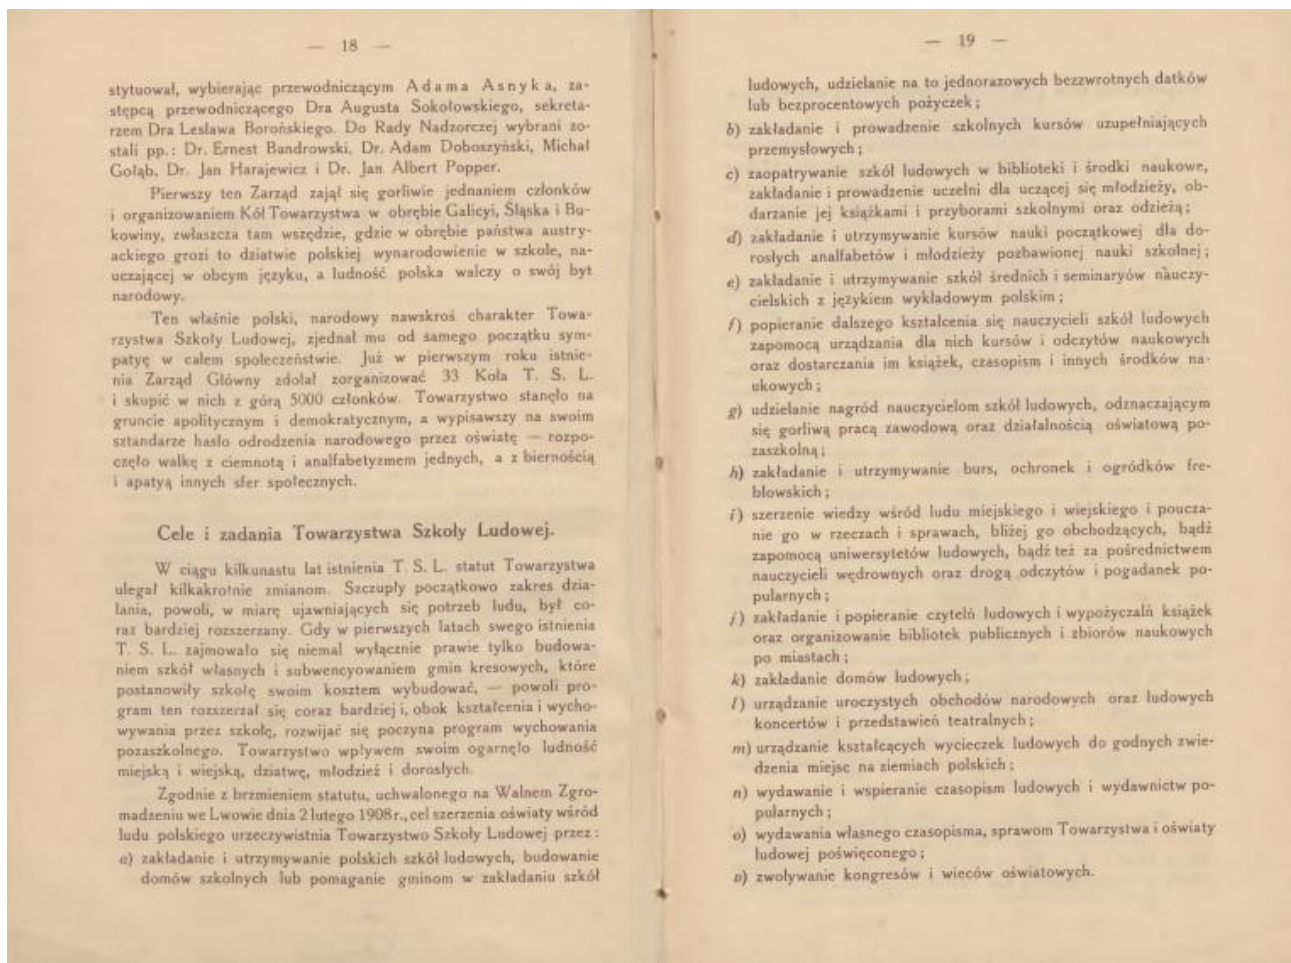 — 18 —
stytuował, wybierając przewodniczącym Adama Asnyka, za-
stępcą przewodniczącego Dra Augusta Sokołowskiego, sekreta-
rzem Dra Lesława Borońskiego. Do Rady Nadzorczej wybrani zo-
stali pp.: Dr. Ernest Bandrowski, Dr. Adam Doboszyński, Michał
Gołąb, Dr. Jan Harajewicz i Dr. Jan Albert Popper.
Pierwszy ten Zarząd zajął się gorliwie jednaniem członków
i organizowaniem Kół Towarzystwa w obrębie Galicyi, Śląska i Bu-
kowiny, zwłaszcza tam wszędzie, gdzie w obrębie państwa austry-
ackiego grozi to dziatwie polskiej wynarodowienie w szkole, na-
uczającej w obcym języku, a ludność polska walczy o swój byt
narodowy.
Ten właśnie polski, narodowy nawskroś charakter Towa-
rzystwa Szkoły Ludowej, zjednał mu od samego początku sym-
patyę w całem społeczeństwie. Już w pierwszym roku istnie-
nia Zarząd Główny zdołał zorganizować 33 Koła T. S. L.
i skupić w nich z górą 5000 członków. Towarzystwo stanęło na
gruncie apolitycznym i demokratycznym, a wypisawszy na swoim
sztandarze hasło odrodzenia narodowego przez oświatę — rozpo-
częło walkę z ciemnotą i analfabetyzmem jednych, a z biernością
i apatyą innych sfer społecznych.
Cele i zadania Towarzystwa Szkoły Ludowej.
W ciągu kilkunastu lat istnienia T. S. L. statut Towarzystwa
ulegał kilkakrotnie zmianom. Szczupły początkowo zakres dzia-
łania, powoli, w miarę ujawniających się potrzeb ludu, był co-
raz bardziej rozszerzany. Gdy w pierwszych latach swego istnienia
T. S. L. zajmowało się niemal wyłącznie prawie tylko budowa-
niem szkół własnych i subwencyowaniem gmin kresowych, które
postanowiły szkołę swoim kosztem wybudować, — powoli pro-
gram ten rozszerzał się coraz bardziej i, obok kształcenia i wycho-
wywania przez szkołę, rozwijać się poczyna program wychowania
pozaszkolnego. Towarzystwo wpływem swoim ogarnęło ludność
miejską i wiejską, dziatwę, młodzież i dorosłych.
Zgodnie z brzmieniem statutu, uchwalonego na Walnem Zgro-
madzeniu we Lwowie dnia 2 lutego 1908 r., cel szerzenia oświaty wśród
ludu polskiego urzeczywistnia Towarzystwo Szkoły Ludowej przez:
a) zakładanie i utrzymywanie polskich szkół ludowych, budowanie
domów szkolnych lub pomaganie gminom w zakładaniu szkół
— 19 —
ludowych, udzielanie na to jednorazowych bezzwrotnych datków
lub bezprocentowych pożyczek;
b) zakładanie i prowadzenie szkolnych kursów uzupełniających
przemysłowych;
c) zaopatrywanie szkół ludowych w biblioteki i środki naukowe,
zakładanie i prowadzenie uczelni dla uczącej się młodzieży, ob-
darzanie jej książkami i przyborami szkolnymi oraz odzieżą;
d) zakładanie i utrzymywanie kursów nauki początkowej dla do-
rosłych analfabetów i młodzieży pozbawionej nauki szkolnej;
e) zakładanie i utrzymywanie szkół średnich i seminaryów nauczy-
cielskich z językiem wykładowym polskim;
f) popieranie dalszego kształcenia się nauczycieli szkół ludowych
zapomocą urządzania dla nich kursów i odczytów naukowych
oraz dostarczania im książek, czasopism i innych środków na-
ukowych;
g) udzielanie nagród nauczycielom szkół ludowych, odznaczającym
się gorliwą pracą zawodową oraz działalnością oświatową po-
zaszkolną;
h) zakładanie i utrzymywanie burs, ochronek i ogródków fre-
blowskich;
i) szerzenie wiedzy wśród ludu miejskiego i wiejskiego i poucza-
nie go w rzeczach i sprawach, bliżej go obchodzących, bądź
zapomocą uniwersytetów ludowych, bądź też za pośrednictwem
nauczycieli wędrownych oraz drogą odczytów i pogadanek po-
pularnych;
j) zakładanie i popieranie czytelń ludowych i wypożyczalń książek
oraz organizowanie bibliotek publicznych i zbiorów naukowych
po miastach;
k) zakładanie domów ludowych;
l) urządzanie uroczystych obchodów narodowych oraz ludowych
koncertów i przedstawień teatralnych;
m) urządzanie kształcących wycieczek ludowych do godnych zwie-
dzenia miejsc na ziemiach polskich;
n) wydawanie i wspieranie czasopism ludowych i wydawnictw po-
pularnych;
o) wydawania własnego czasopisma, sprawom Towarzystwa i oświaty
ludowej poświęconego;
p) zwoływanie kongresów i wieców oświatowych.